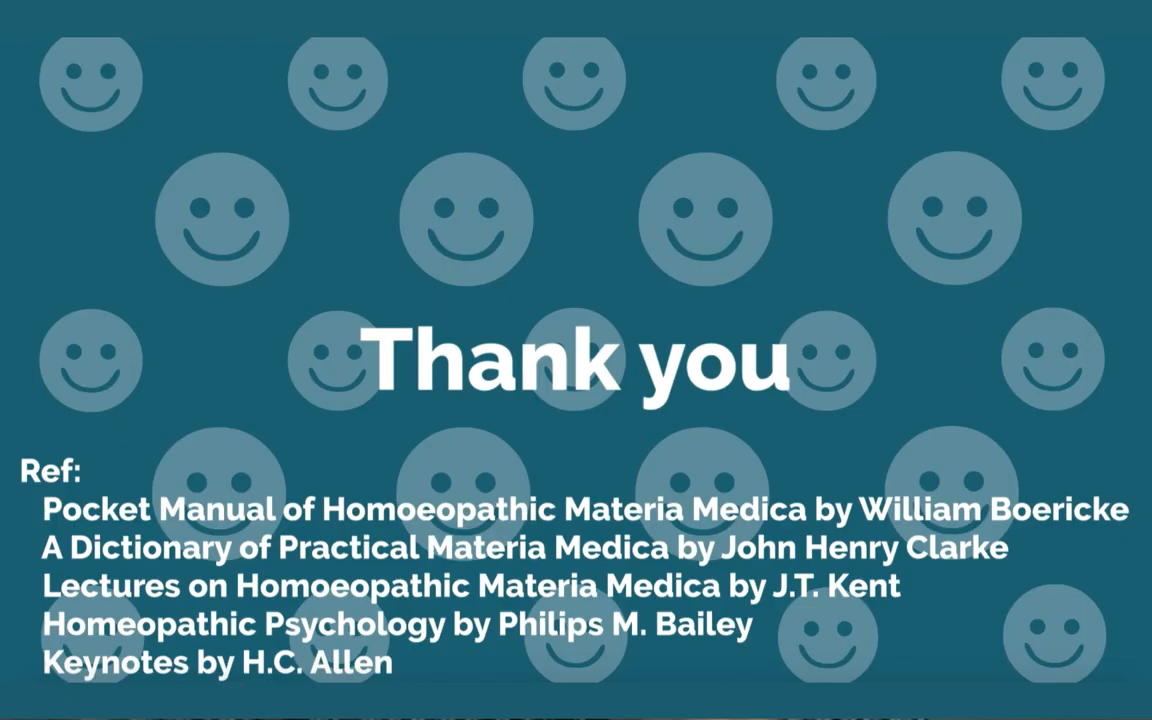 Thank you
Ref:
Pocket Manual of Homoeopathic Materia Medica by William Boericke
A Dictionary of Practical Materia Medica by John Henry Clarke
Lectures on Homoeopathic Materia Medica by J.T. Kent
Homeopathic Psychology by Philips M. Bailey
Keynotes by H.C. Allen